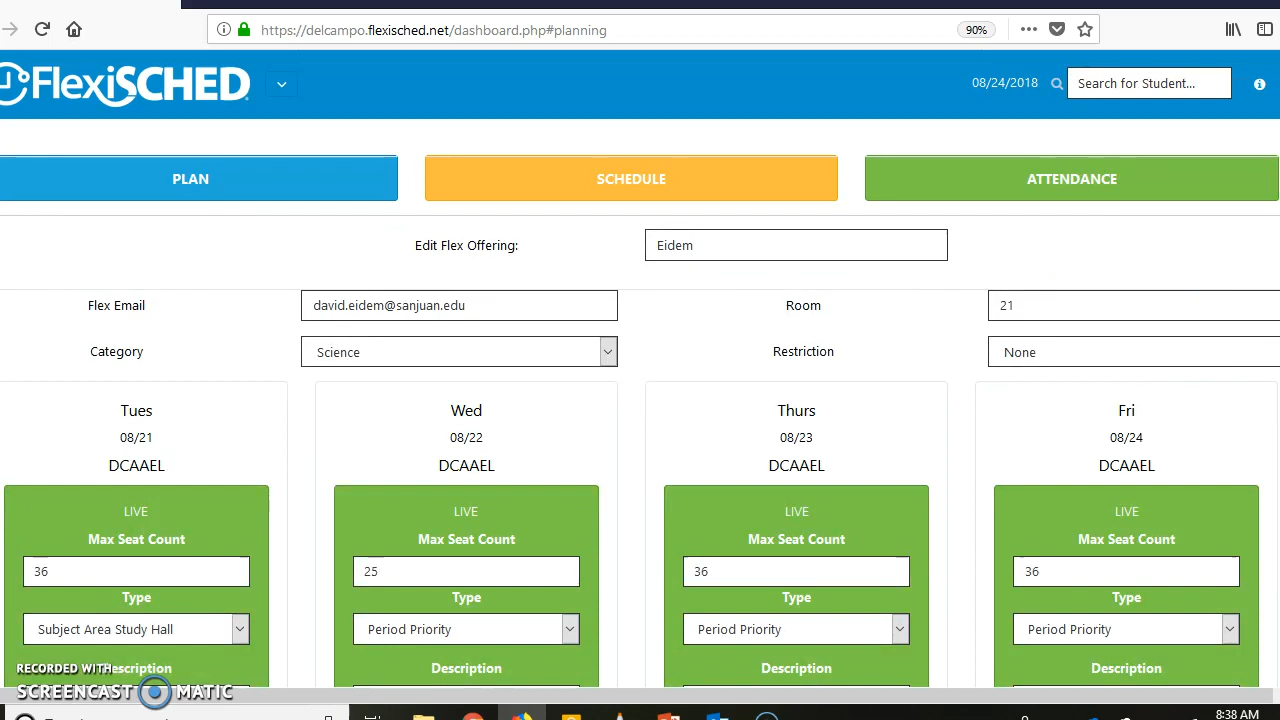 https://delcampo.flexisched.net/dashboard.php#planning
90%
FlexiSCHED
08/24/2018
Search for Student...
PLAN
SCHEDULE
ATTENDANCE
Edit Flex Offering:
Eidem
Flex Email
david.eidem@sanjuan.edu
Room
21
Category
Science
Restriction
None
Tues
Wed
Thurs
Fri
08/21
08/22
08/23
08/24
DCAAEL
DCAAEL
DCAAEL
DCAAEL
LIVE
LIVE
LIVE
LIVE
Max Seat Count
Max Seat Count
Max Seat Count
Max Seat Count
36
25
36
36
Type
Type
Type
Type
Subject Area Study Hall
Period Priority
Period Priority
Period Priority
Description
Description
Description
Description
RECORDED WITH
SCREENCAST MATIC
8:38 AM